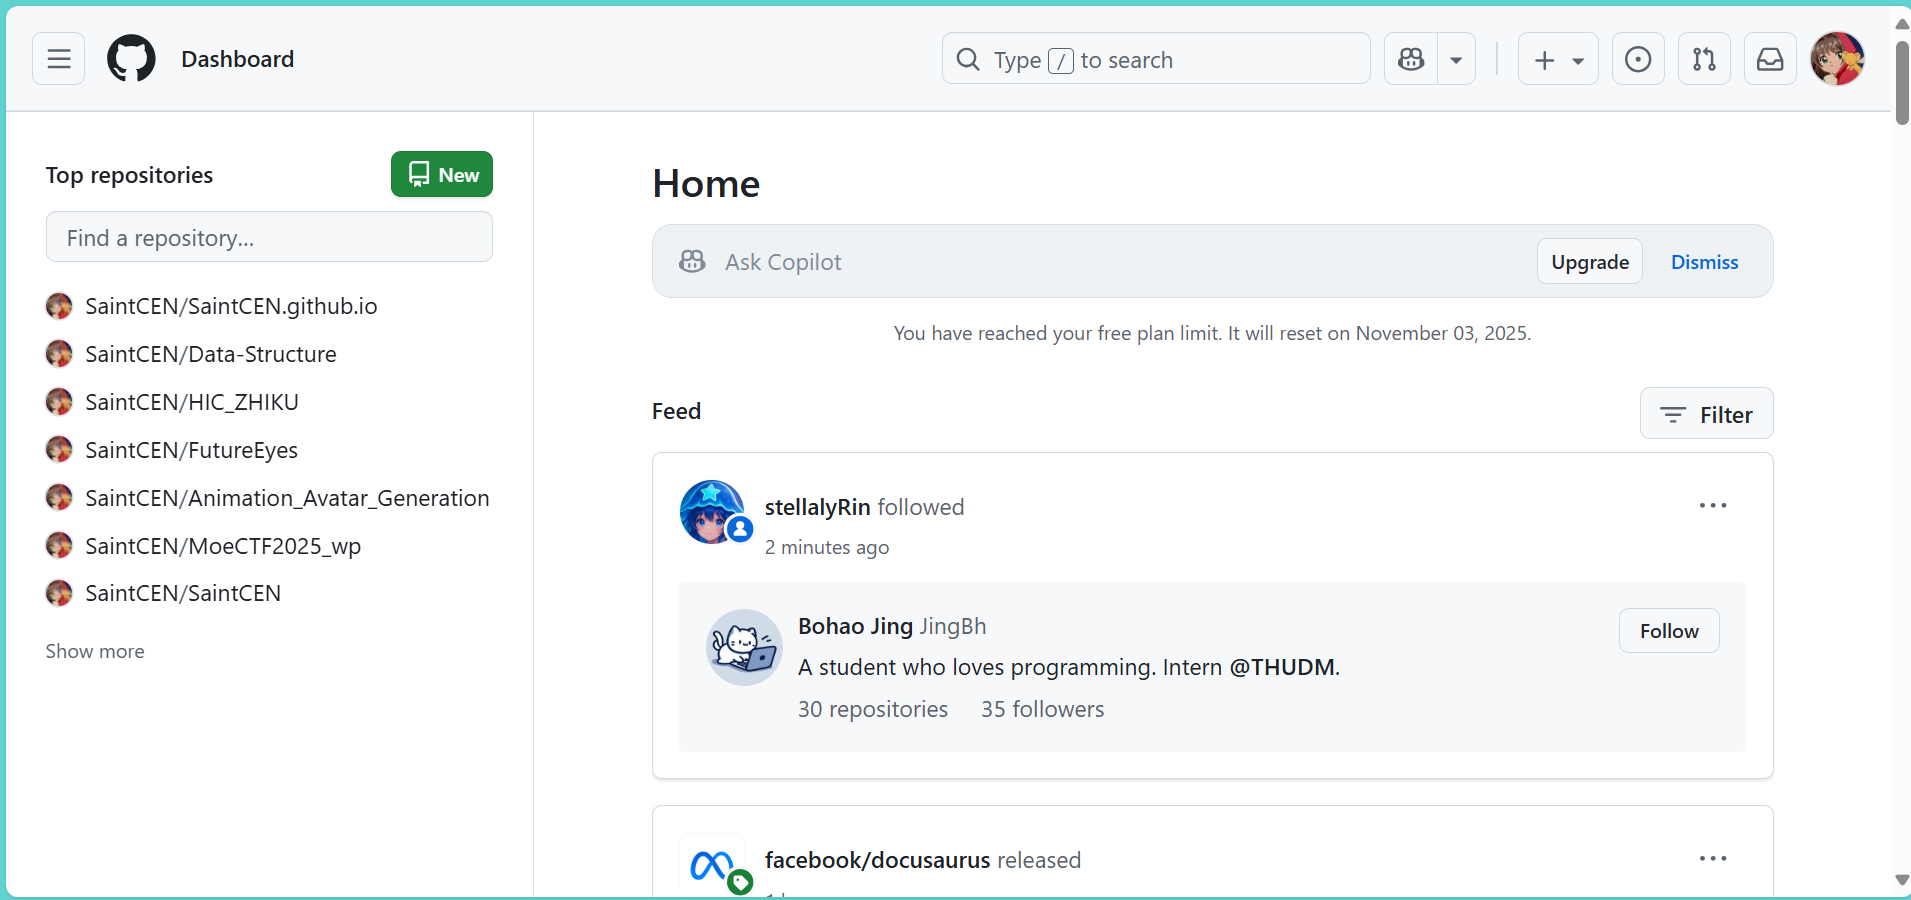 Dashboard
Type / to search
Top repositories
New
Find a repository...
SaintCEN/SaintCEN.github.io
SaintCEN/Data-Structure
SaintCEN/HIC_ZHIKU
SaintCEN/FutureEyes
SaintCEN/Animation_Avatar_Generation
SaintCEN/MoeCTF2025_wp
SaintCEN/SaintCEN
Show more
Home
Ask Copilot
Upgrade
Dismiss
You have reached your free plan limit. It will reset on November 03, 2025.
Feed
Filter
stellalyRin followed
2 minutes ago
Bohao Jing JingBh
Follow
A student who loves programming. Intern @THUDM.
30 repositories 35 followers
facebook/docusaurus released